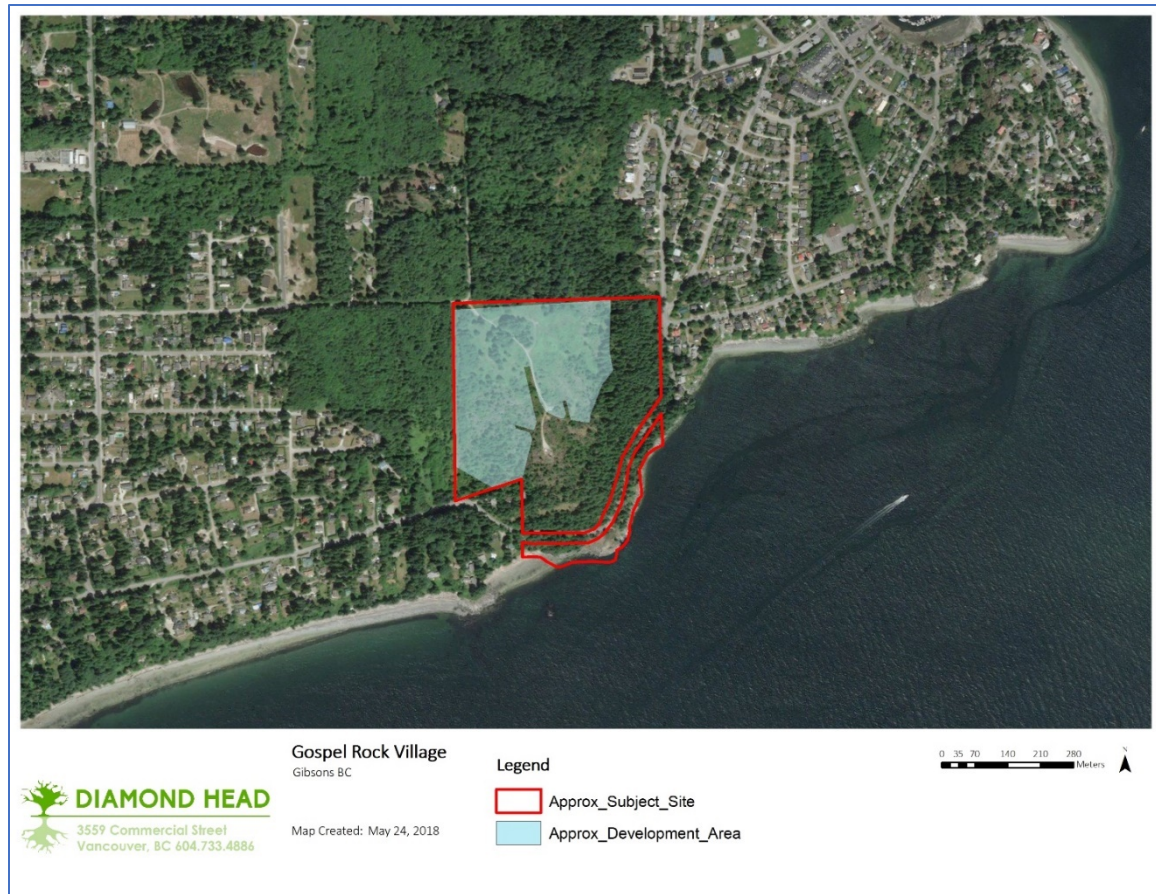 Gospel Rock Village
Gibsons BC
Map Created: May 24, 2018
Legend
Approx_Subject_Site
Approx_Development_Area
0 35 70 140 210 280
Meters
N
DIAMOND HEAD
3559 Commercial Street
Vancouver, BC 604.733.4886